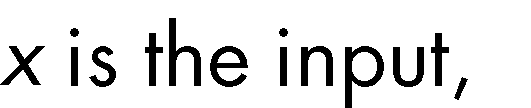 x is the input,